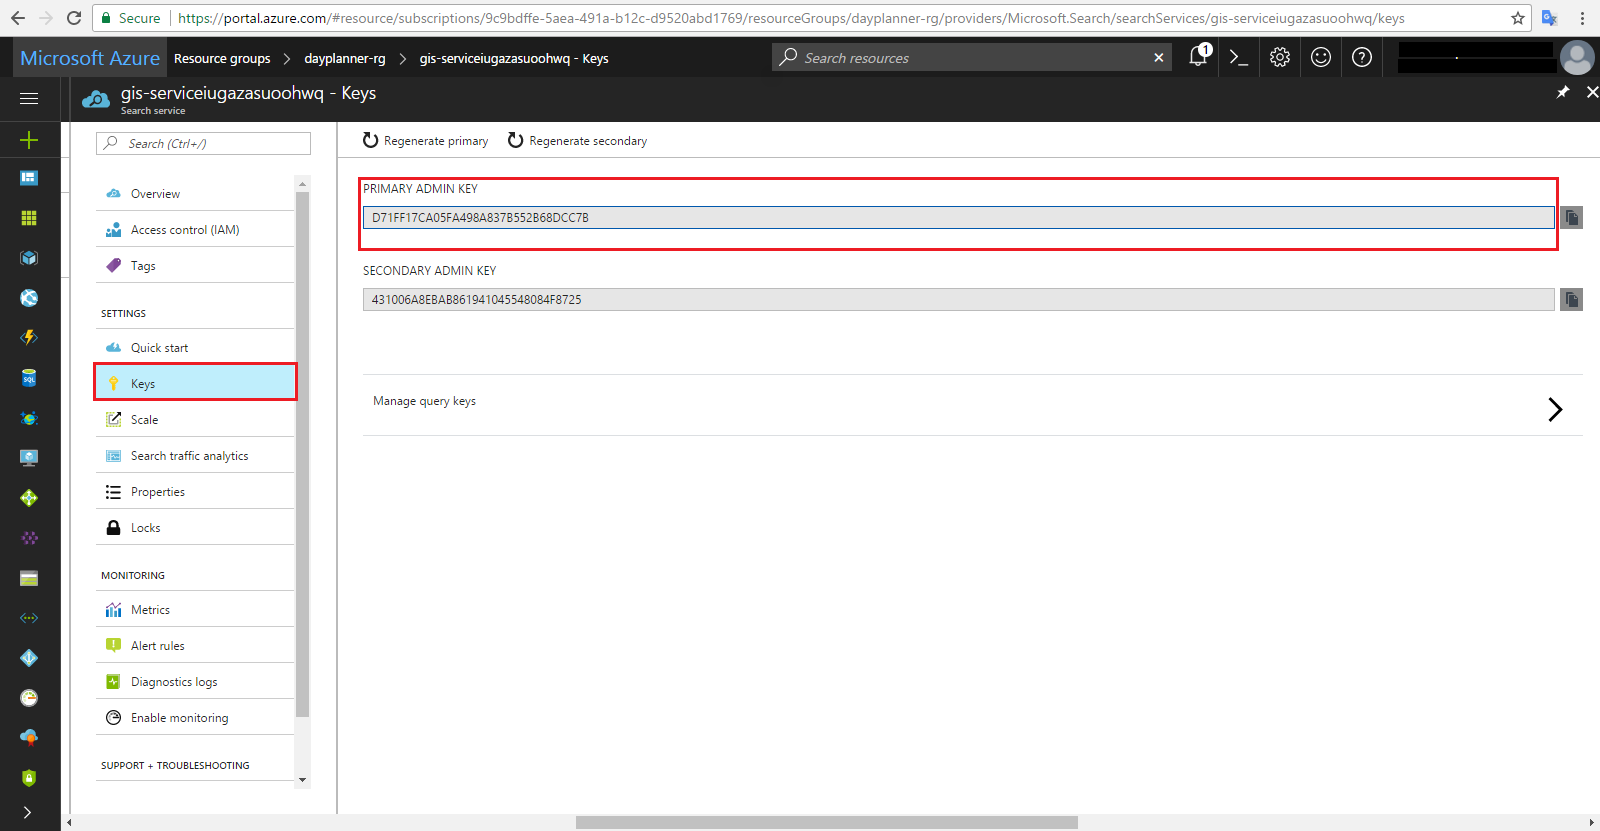 Secure https://portal.azure.com/#resource/subscriptions/9c9bdffe-5aea-491a-b12c-d9520abd1769/resourceGroups/dayplanner-rg/providers/Microsoft.Search/searchServices/gis-serviceiugazasuoohwq/keys
Microsoft Azure Resource groups dayplanner-rg gis-serviceiugazasuoohwq - Keys Search resources 1
gis-serviceiugazasuoohwq - Keys
Search service
Search (Ctrl+/)
Overview
Access control (IAM)
Tags
SETTINGS
Quick start
Keys
Scale
Search traffic analytics
Properties
Locks
MONITORING
Metrics
Alert rules
Diagnostics logs
Enable monitoring
SUPPORT + TROUBLESHOOTING
Regenerate primary Regenerate secondary
PRIMARY ADMIN KEY
D71FF17CA05FA498A837B552B68DCC7B
SECONDARY ADMIN KEY
431006A8EBAB861941045548084F8725
Manage query keys
SQL